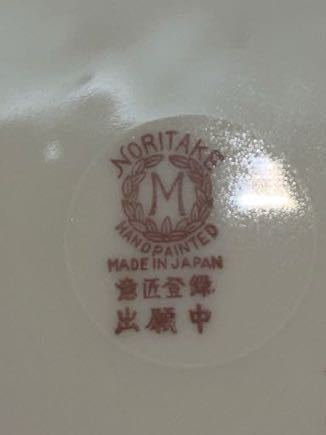 NORITAKE
M
HANDPAINTED
MADE IN JAPAN
意匠登録
出願中